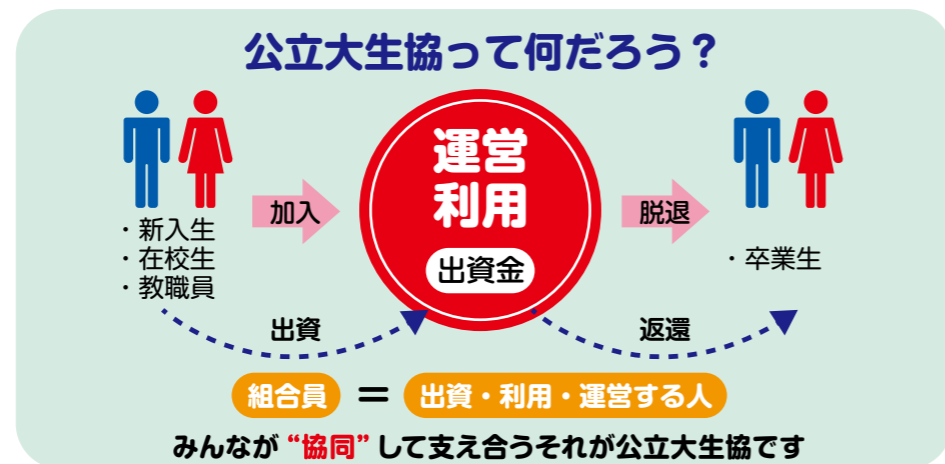 公立大生協って何だろう？
運営
利用
出資金
加入
脱退
・新入生
・在校生
・教職員
・卒業生
出資
返還
組合員 ＝ 出資・利用・運営する人
みんなが“協同”して支え合うそれが公立大生協です